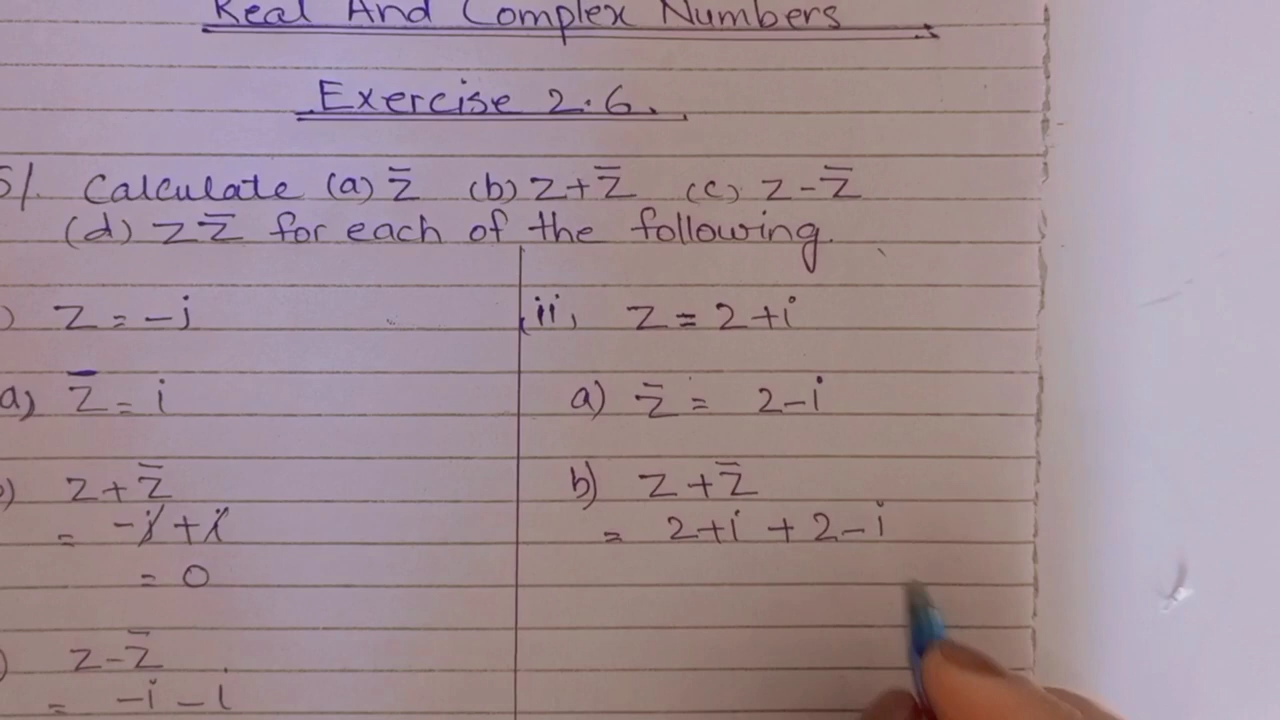 Real And Complex Numbers
Exercise 2.6.
5/. Calculate (a) z̄ (b) z+z̄ (c) z-z̄
(d) zz̄ for each of the following.
) z = -i
a) z̄ = i
) z+z̄
= -i + i
= 0
) z-z̄
= -i - i
(ii) z = 2+i
a) z̄ = 2-i
b) z+z̄
= 2+i + 2-i